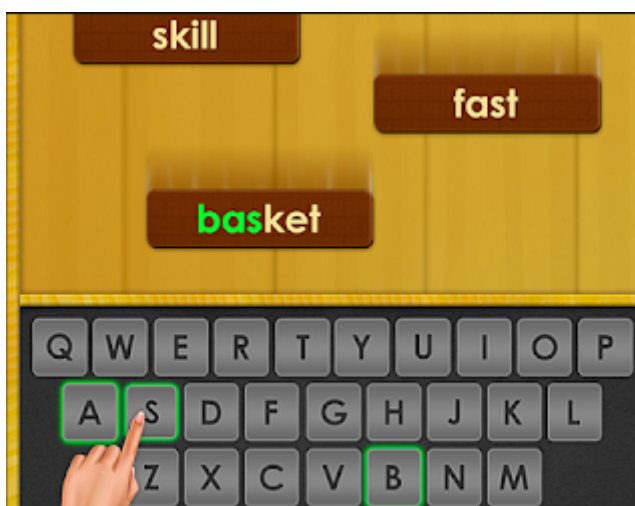 skill
fast
basket
Q W E R T Y U I O P
A S D F G H J K L
Z X C V B N M